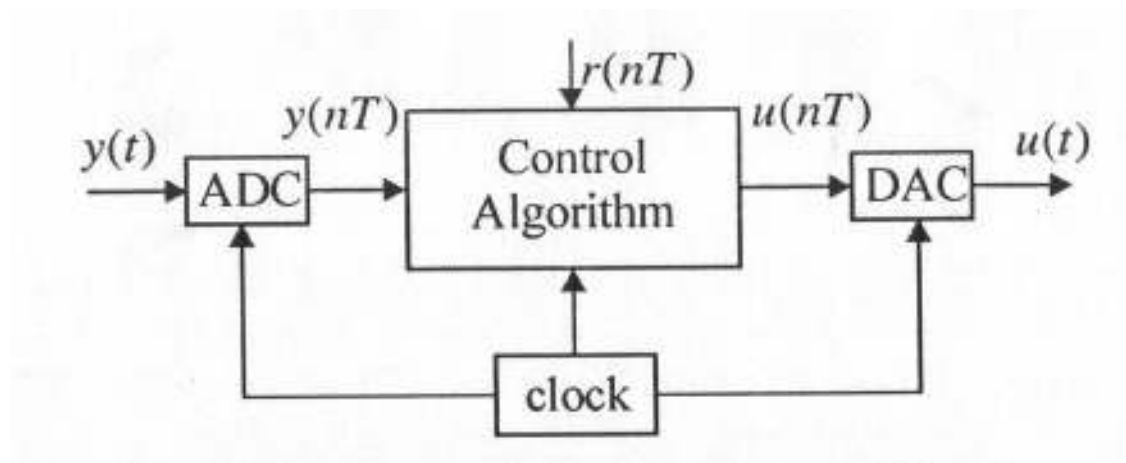 r(nT)
y(nT)
u(nT)
y(t)
u(t)
ADC
Control
Algorithm
DAC
clock